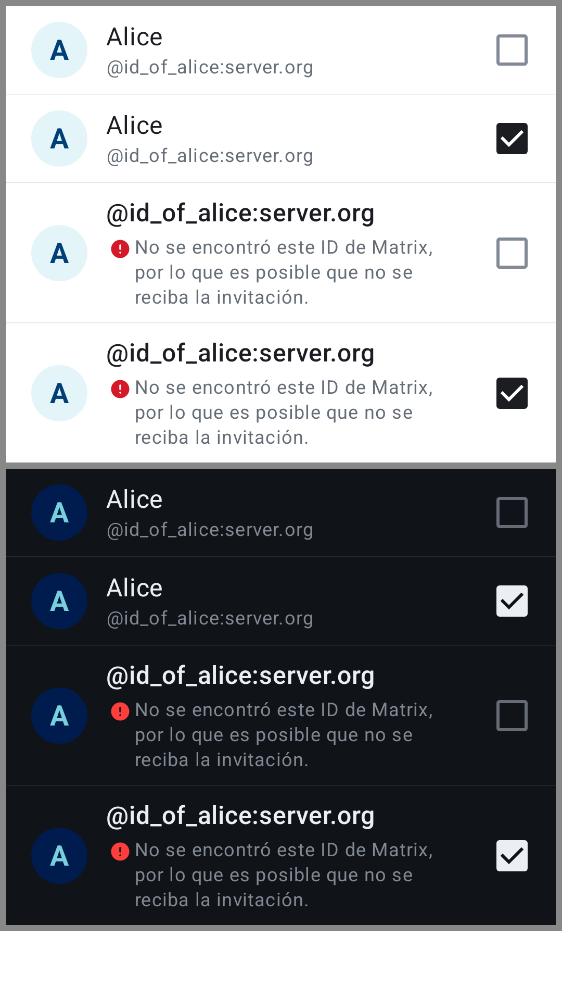 A
Alice
@id_of_alice:server.org
A
Alice
@id_of_alice:server.org
A
@id_of_alice:server.org
No se encontró este ID de Matrix,
por lo que es posible que no se
reciba la invitación.
A
@id_of_alice:server.org
No se encontró este ID de Matrix,
por lo que es posible que no se
reciba la invitación.
A
Alice
@id_of_alice:server.org
A
Alice
@id_of_alice:server.org
A
@id_of_alice:server.org
No se encontró este ID de Matrix,
por lo que es posible que no se
reciba la invitación.
A
@id_of_alice:server.org
No se encontró este ID de Matrix,
por lo que es posible que no se
reciba la invitación.